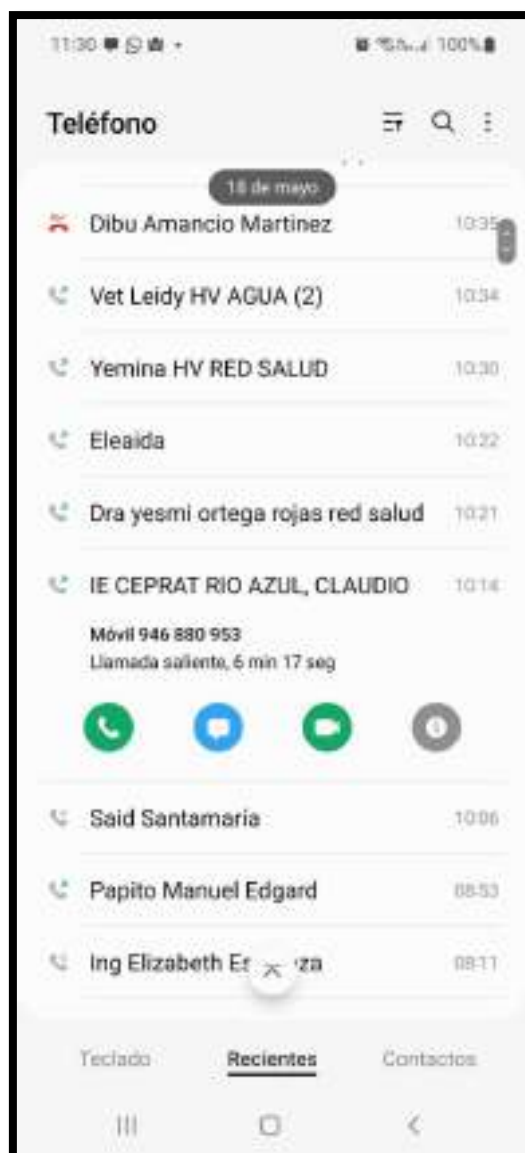 11:30
100%
Teléfono
18 de mayo
Dibu Amancio Martinez 10:35
Vet Leidy HV AGUA (2) 10:34
Yemina HV RED SALUD 10:30
Eleaida 10:22
Dra yesmi ortega rojas red salud 10:21
IE CEPRAT RIO AZUL, CLAUDIO 10:14
Móvil 946 880 953
Llamada saliente, 6 min 17 seg
Said Santamaria 10:06
Papito Manuel Edgard 08:53
Ing Elizabeth Es za 08:11
Teclado Recientes Contactos